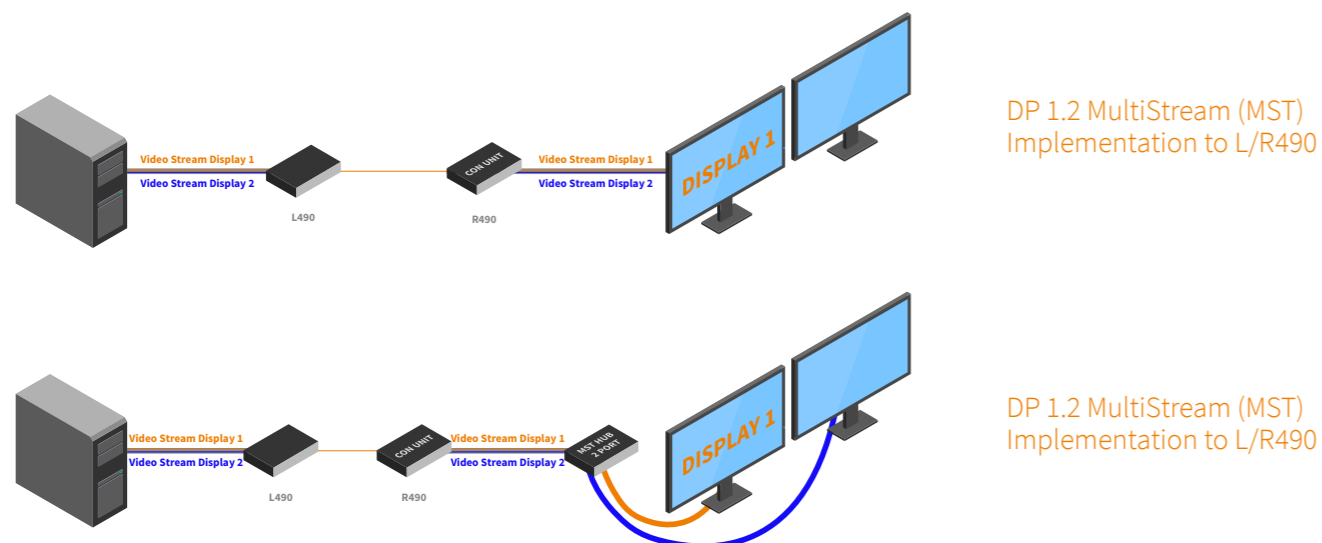 Video Stream Display 1
Video Stream Display 2
L490
CON UNIT
R490
Video Stream Display 1
Video Stream Display 2
DISPLAY 1
DP 1.2 MultiStream (MST)
Implementation to L/R490
Video Stream Display 1
Video Stream Display 2
L490
CON UNIT
R490
Video Stream Display 1
Video Stream Display 2
MST HUB
2 PORT
DISPLAY 1
DP 1.2 MultiStream (MST)
Implementation to L/R490